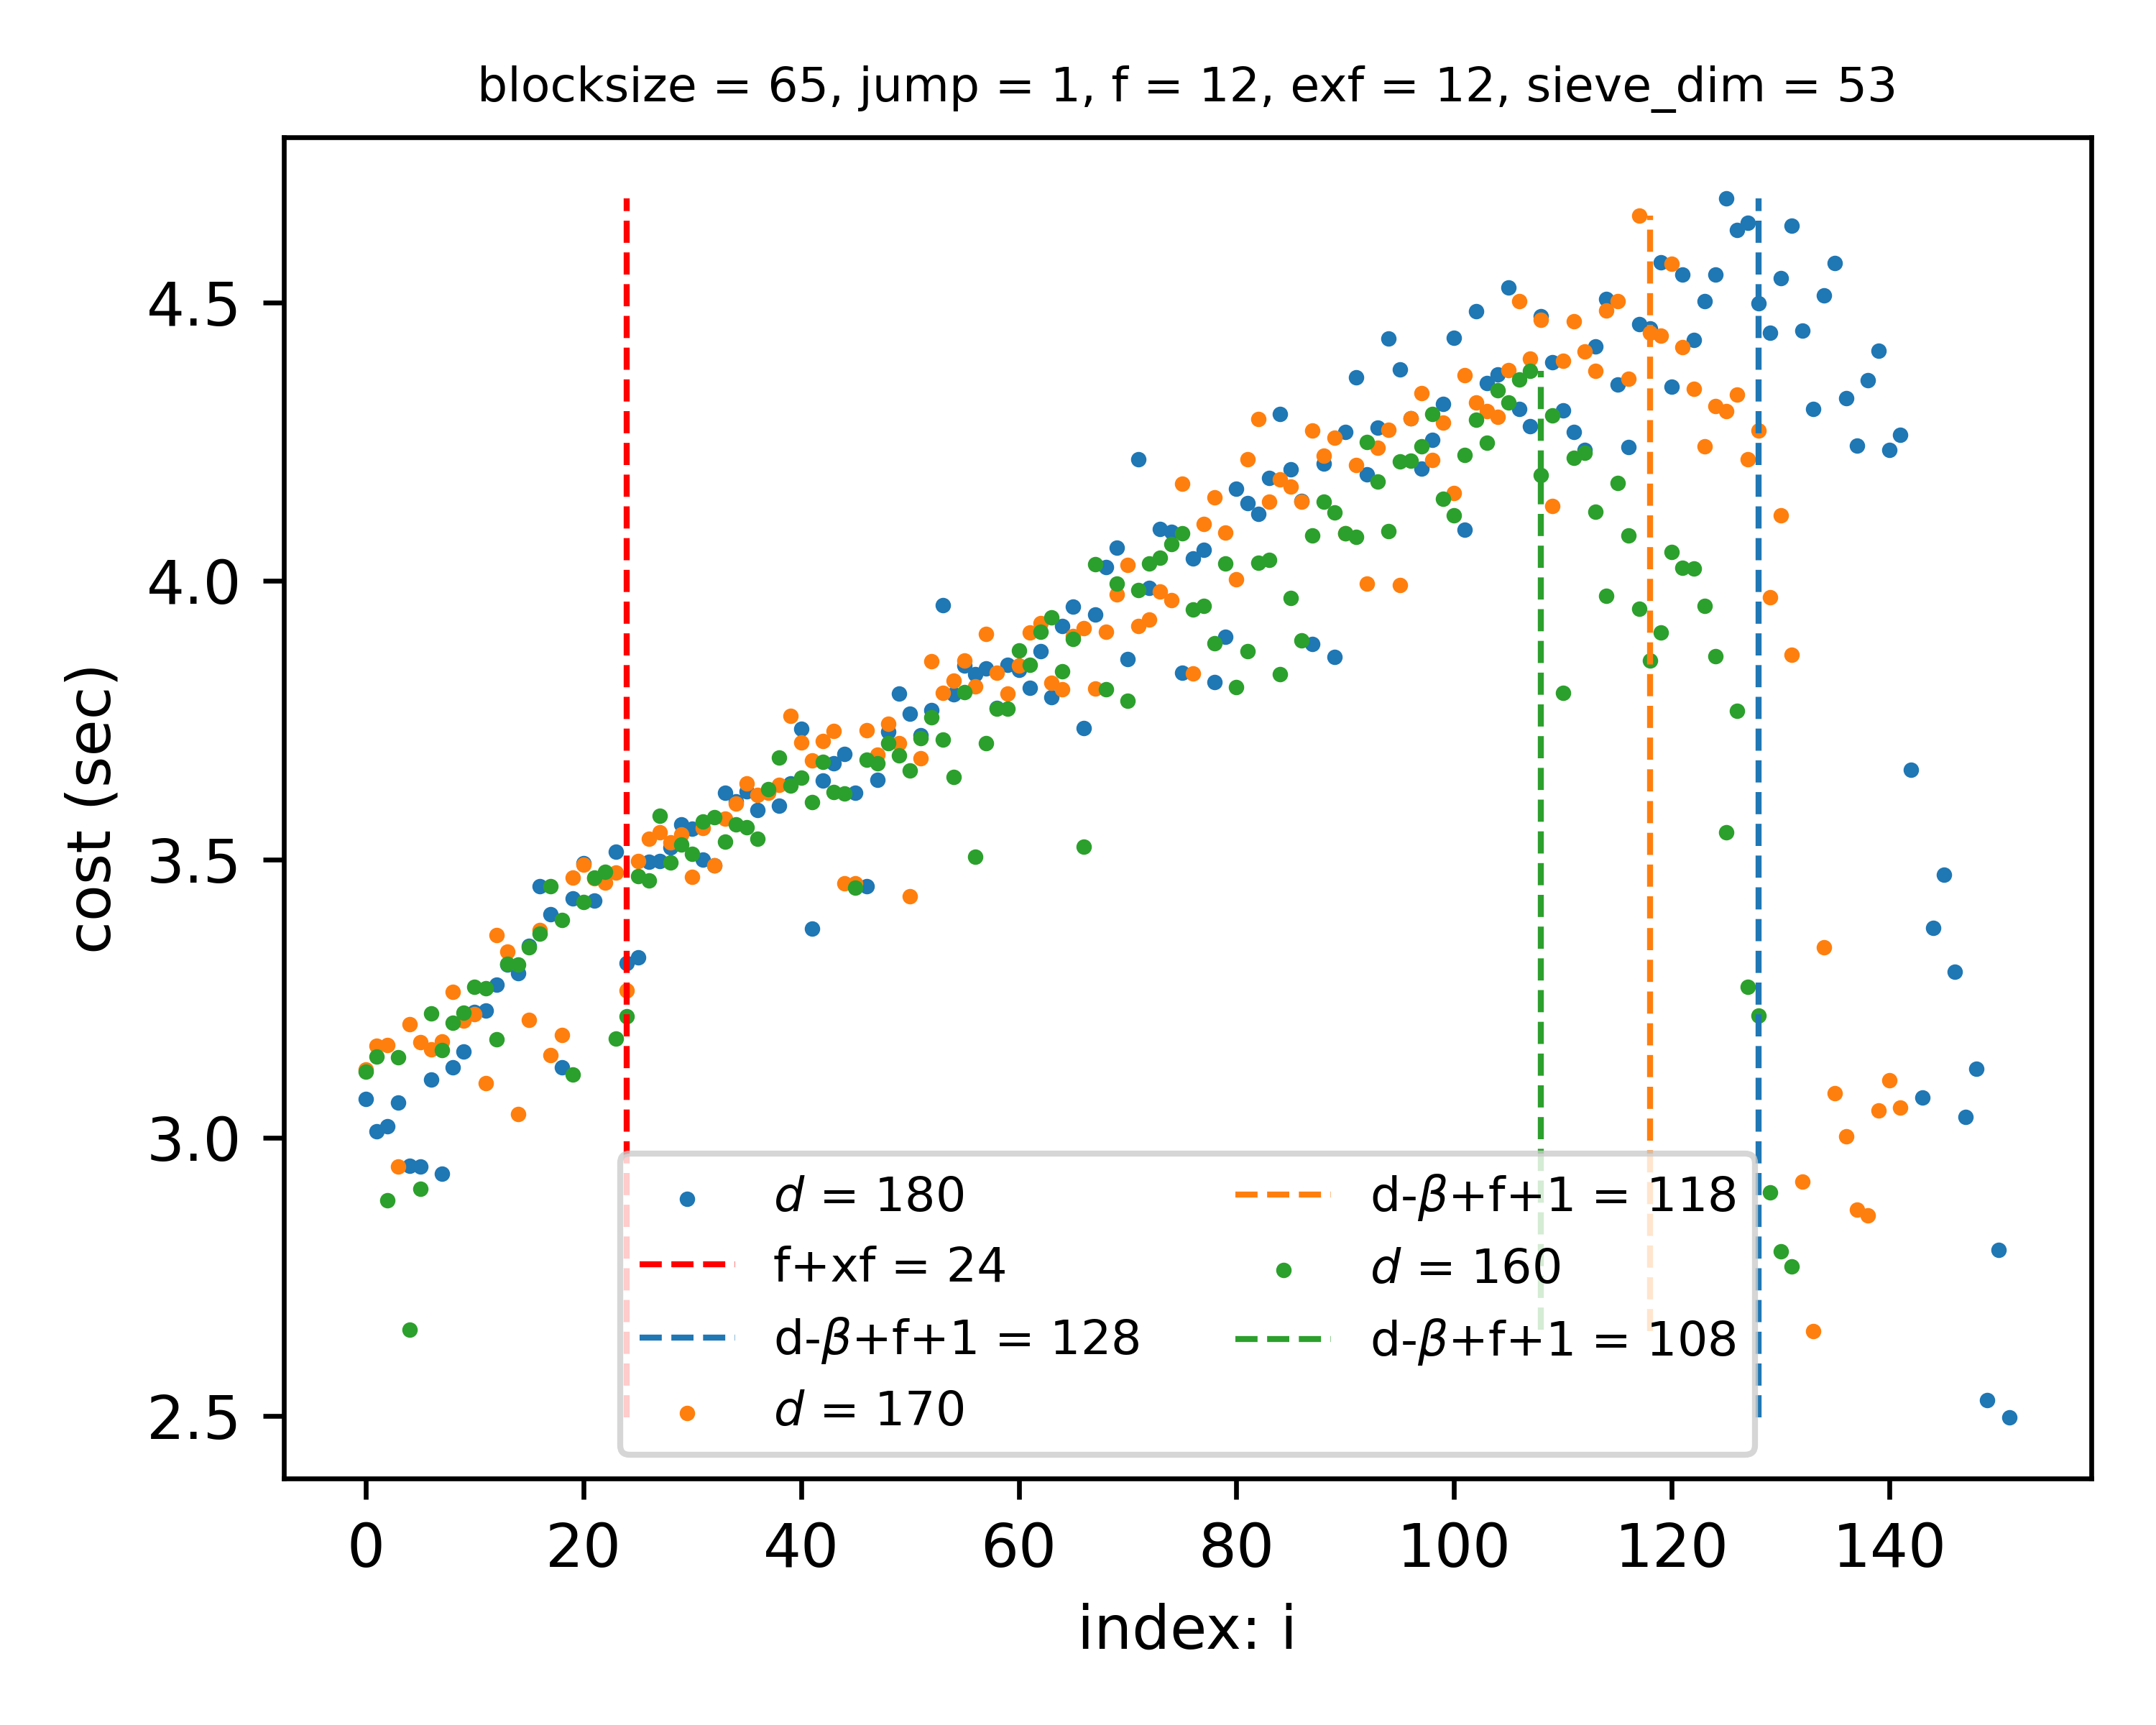 blocksize = 65, jump = 1, f = 12, exf = 12, sieve_dim = 53
cost (sec)
4.5
4.0
3.5
3.0
2.5
d = 180
f+xf = 24
d-β+f+1 = 128
d = 170
d-β+f+1 = 118
d = 160
d-β+f+1 = 108
0 20 40 60 80 100 120 140
index: i